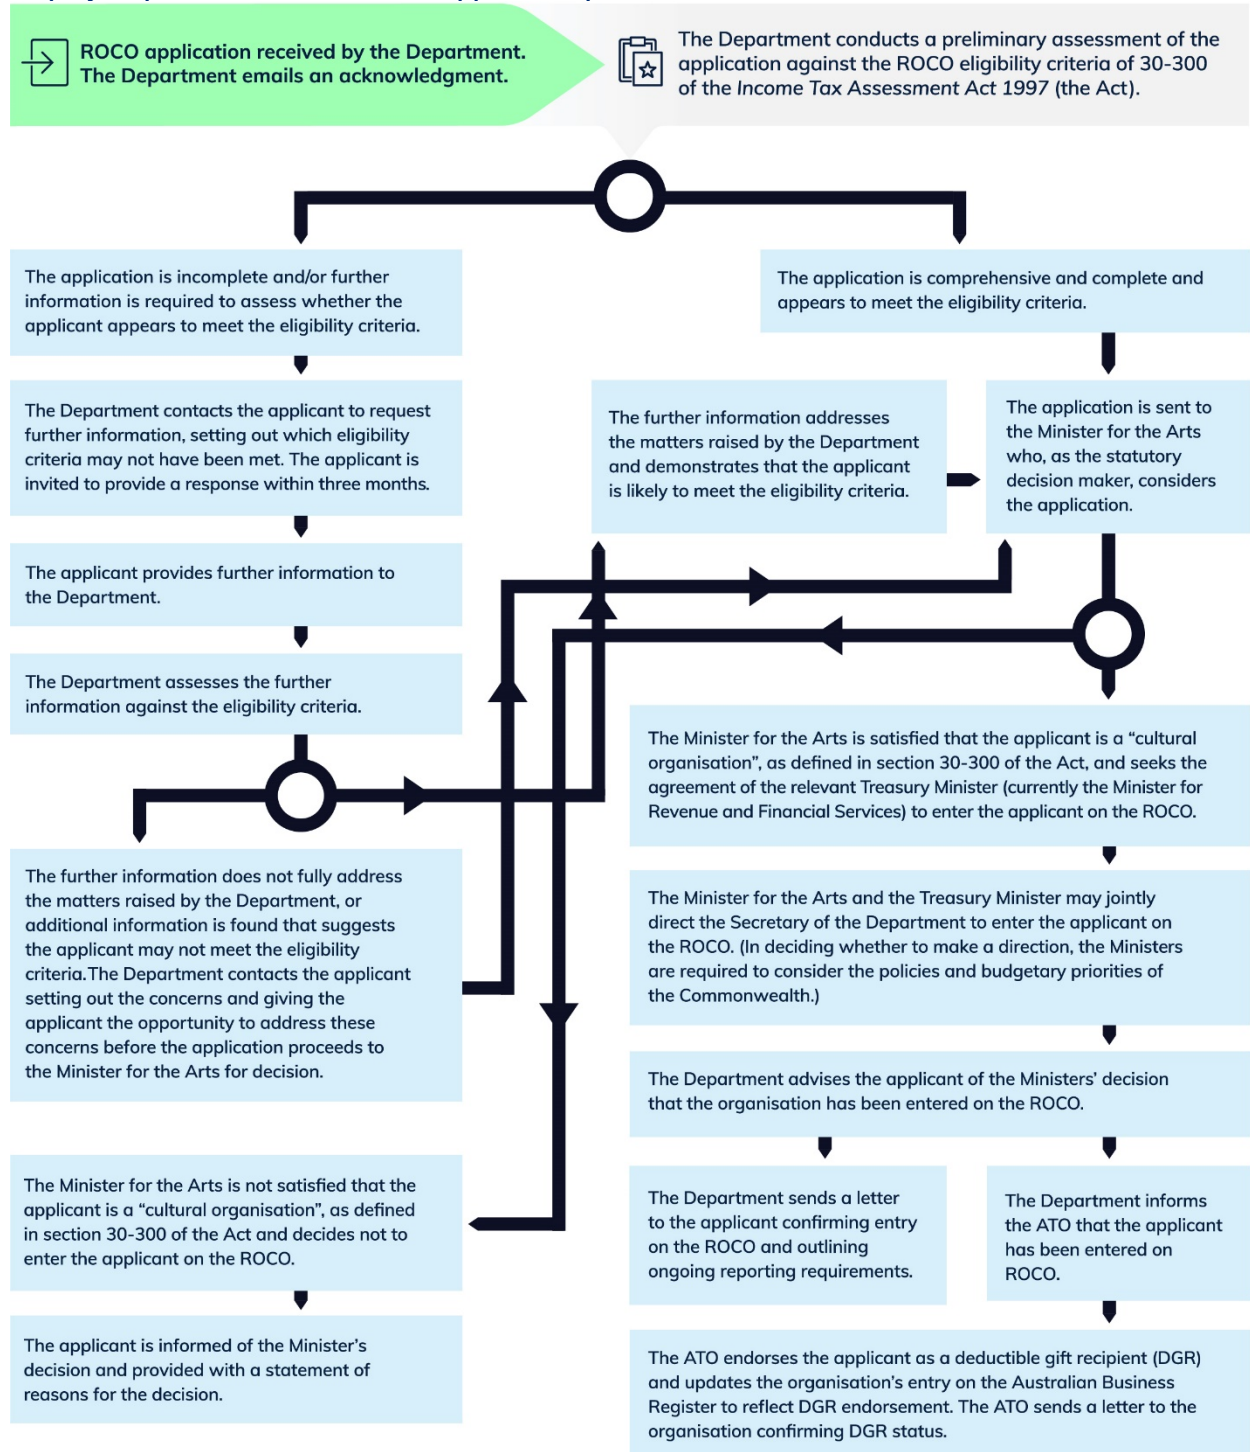 ROCO application received by the Department.
The Department emails an acknowledgment.
The Department conducts a preliminary assessment of the
application against the ROCO eligibility criteria of 30-300
of the Income Tax Assessment Act 1997 (the Act).
The application is incomplete and/or further
information is required to assess whether the
applicant appears to meet the eligibility criteria.
The application is comprehensive and complete and
appears to meet the eligibility criteria.
The Department contacts the applicant to request
further information, setting out which eligibility
criteria may not have been met. The applicant is
invited to provide a response within three months.
The further information addresses
the matters raised by the Department
and demonstrates that the applicant
is likely to meet the eligibility criteria.
The application is sent to
the Minister for the Arts
who, as the statutory
decision maker, considers
the application.
The applicant provides further information to
the Department.
The Department assesses the further
information against the eligibility criteria.
The Minister for the Arts is satisfied that the applicant is a “cultural
organisation”, as defined in section 30-300 of the Act, and seeks the
agreement of the relevant Treasury Minister (currently the Minister for
Revenue and Financial Services) to enter the applicant on the ROCO.
The further information does not fully address
the matters raised by the Department, or
additional information is found that suggests
the applicant may not meet the eligibility
criteria.The Department contacts the applicant
setting out the concerns and giving the
applicant the opportunity to address these
concerns before the application proceeds to
the Minister for the Arts for decision.
The Minister for the Arts and the Treasury Minister may jointly
direct the Secretary of the Department to enter the applicant on
the ROCO. (In deciding whether to make a direction, the Ministers
are required to consider the policies and budgetary priorities of
the Commonwealth.)
The Department advises the applicant of the Ministers’ decision
that the organisation has been entered on the ROCO.
The Minister for the Arts is not satisfied that the
applicant is a “cultural organisation”, as defined
in section 30-300 of the Act and decides not to
enter the applicant on the ROCO.
The Department sends a letter
to the applicant confirming entry
on the ROCO and outlining
ongoing reporting requirements.
The Department informs
the ATO that the applicant
has been entered on
ROCO.
The applicant is informed of the Minister’s
decision and provided with a statement of
reasons for the decision.
The ATO endorses the applicant as a deductible gift recipient (DGR)
and updates the organisation’s entry on the Australian Business
Register to reflect DGR endorsement. The ATO sends a letter to the
organisation confirming DGR status.